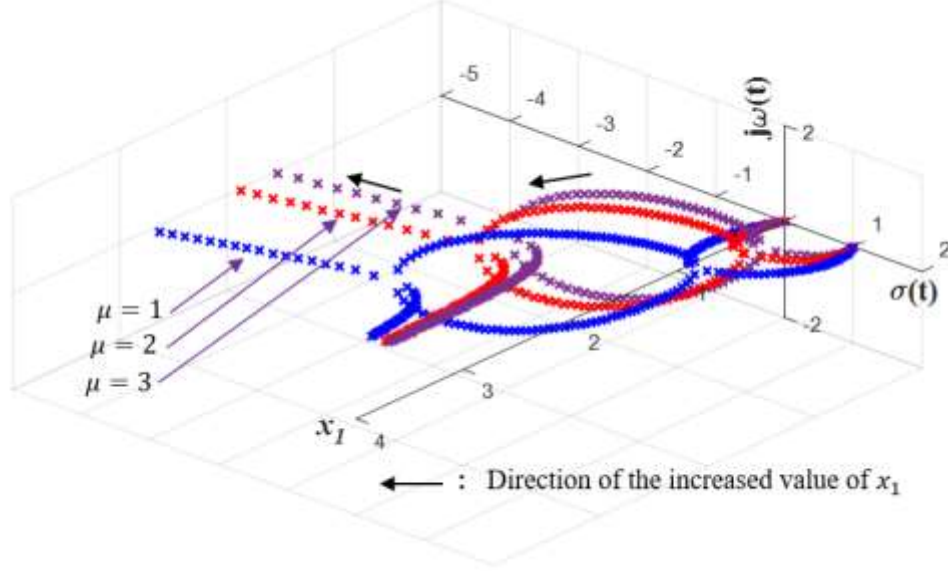 jω(t)
2
-5
-4
-3
-2
-1
1
2
σ(t)
-2
1
2
3
4
x₁
μ = 1
μ = 2
μ = 3
: Direction of the increased value of x₁